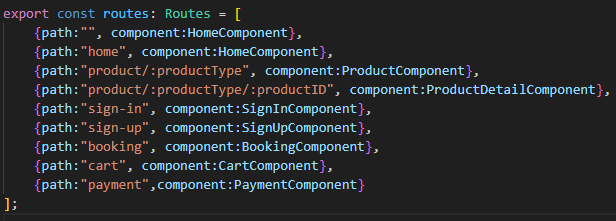 export const routes: Routes = [
    {path:"", component:HomeComponent},
    {path:"home", component:HomeComponent},
    {path:"product/:productType", component:ProductComponent},
    {path:"product/:productType/:productID", component:ProductDetailComponent},
    {path:"sign-in", component:SignInComponent},
    {path:"sign-up", component:SignUpComponent},
    {path:"booking", component:BookingComponent},
    {path:"cart", component:CartComponent},
    {path:"payment",component:PaymentComponent}
];